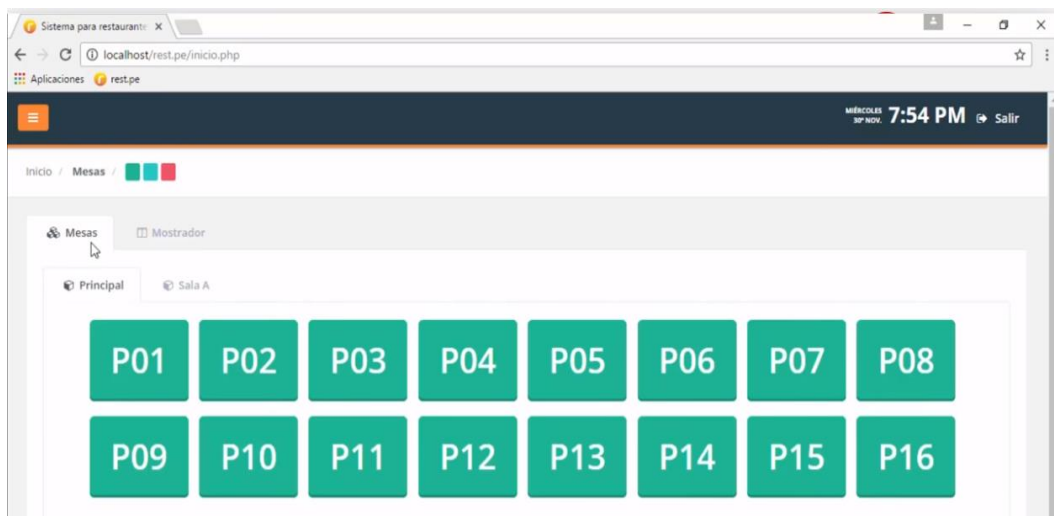 Sistema para restaurante
localhost/rest.pe/inicio.php
Aplicaciones rest.pe
MIÉRCOLES
30º NOV. 7:54 PM Salir
Inicio / Mesas /
Mesas Mostrador
Principal Sala A
P01 P02 P03 P04 P05 P06 P07 P08
P09 P10 P11 P12 P13 P14 P15 P16